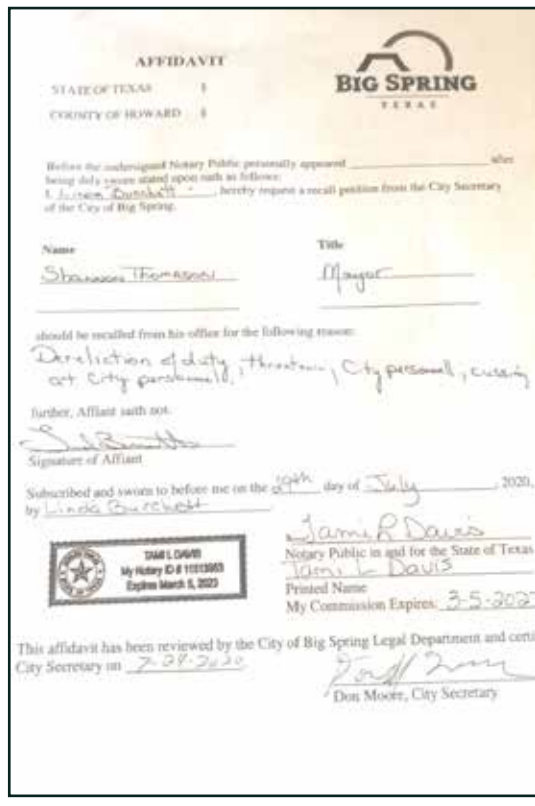 AFFIDAVIT
BIG SPRING
TEXAS
STATE OF TEXAS §
COUNTY OF HOWARD §
Before the undersigned Notary Public personally appeared ____________ after
being duly sworn stated upon oath as follows:
I, Linda Burchett, hereby request a recall petition from the City Secretary
of the City of Big Spring.
Name Title
Shannon Thomason Mayor
should be recalled from his office for the following reason:
Dereliction of duty, City personell, cussing
at City personnell,
further, Affiant saith not.
Signature of Affiant
Subscribed and sworn to before me on the 29th day of July, 2020,
by Linda Burchett
Tami L Davis
Notary Public in and for the State of Texas
Tami L Davis
Printed Name
My Commission Expires: 3-5-202
TAMI L DAVIS
My Notary ID #
Expires March 5, 2023
This affidavit has been reviewed by the City of Big Spring Legal Department and certi
City Secretary on 7-29-2020
Don Moore, City Secretary